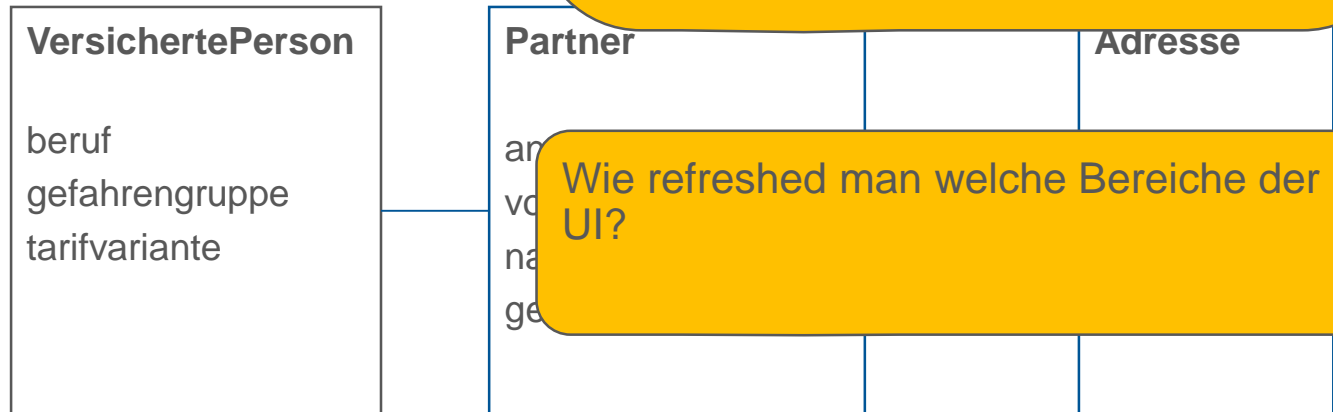 VersichertePerson
beruf
gefahrengruppe
tarifvariante
Partner
Adresse
Wie refreshed man welche Bereiche der
UI?